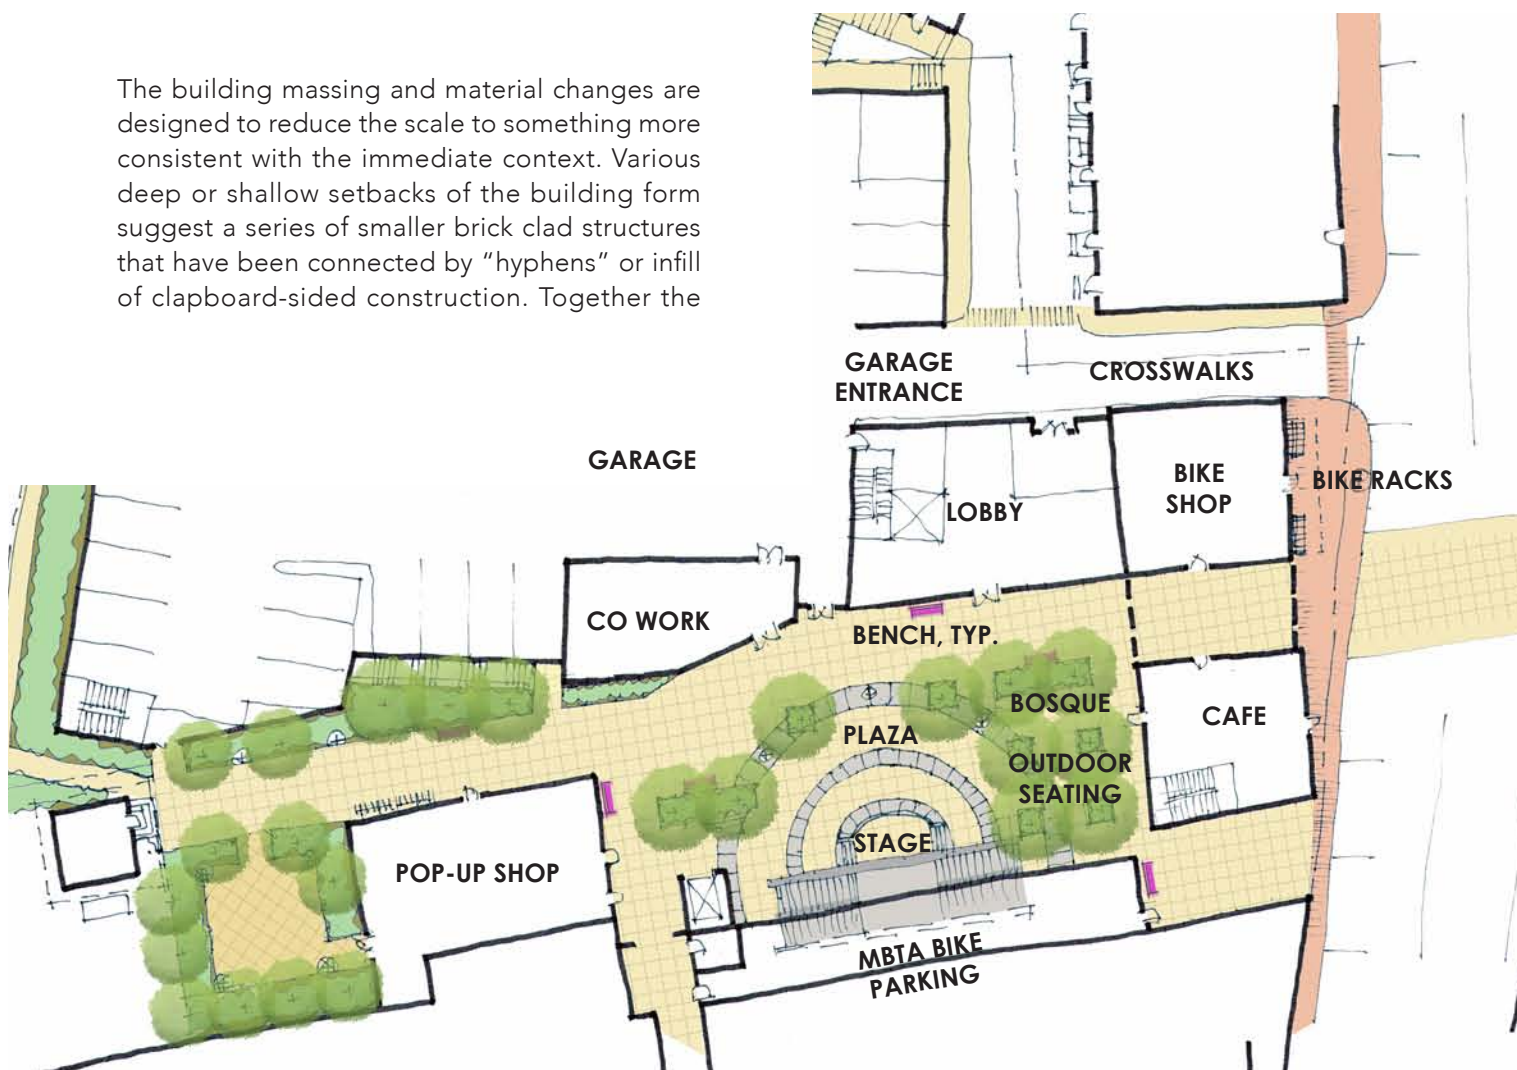 The building massing and material changes are
designed to reduce the scale to something more
consistent with the immediate context. Various
deep or shallow setbacks of the building form
suggest a series of smaller brick clad structures
that have been connected by “hyphens” or infill
of clapboard-sided construction. Together the
GARAGE
ENTRANCE
CROSSWALKS
GARAGE
LOBBY
BIKE
SHOP
BIKE RACKS
CO WORK
BENCH, TYP.
BOSQUE
CAFE
PLAZA
OUTDOOR
SEATING
STAGE
POP-UP SHOP
MBTA BIKE
PARKING